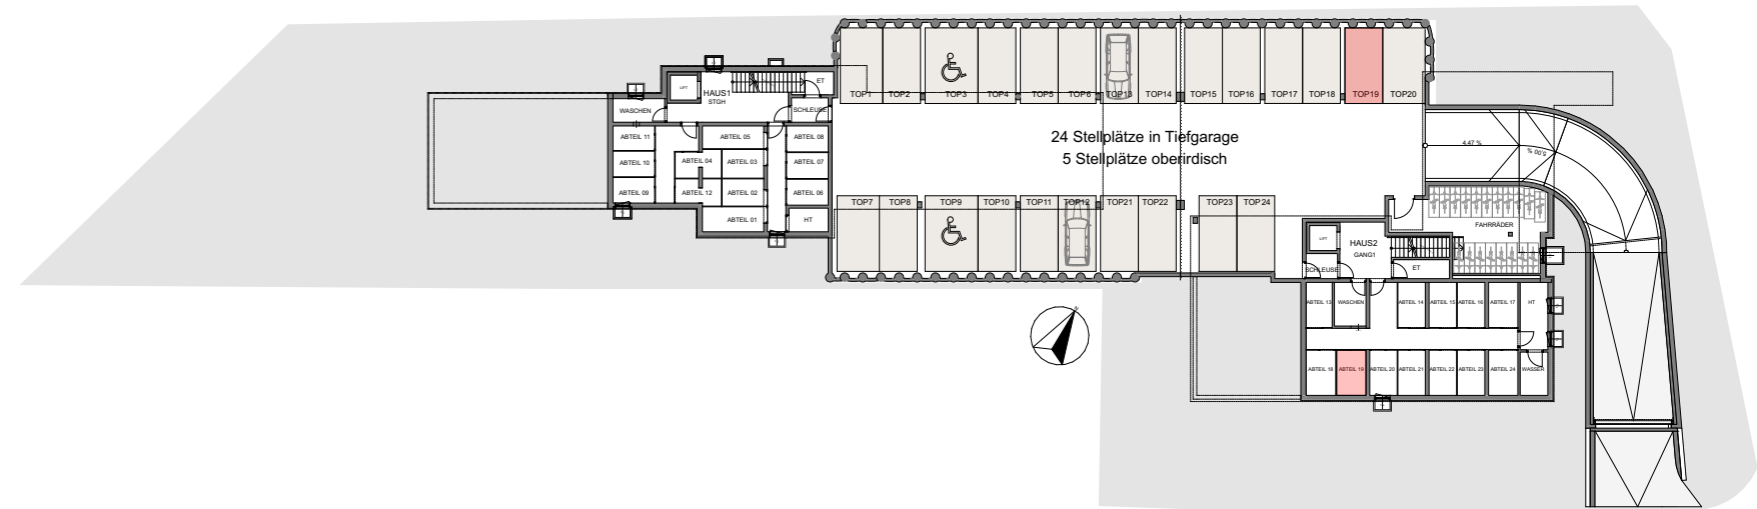 TOP1 TOP2 TOP3 TOP4 TOP5 TOP6 TOP13 TOP14 TOP15 TOP16 TOP17 TOP18 TOP19 TOP20
LIFT
HAUS1
STGH
ET
WASCHEN
SCHLEUSE
24 Stellplätze in Tiefgarage
5 Stellplätze oberirdisch
4,47 %
5,00 %
ABTEIL 11
ABTEIL 05
ABTEIL 08
ABTEIL 10
ABTEIL 04
ABTEIL 03
ABTEIL 07
ABTEIL 09
ABTEIL 12
ABTEIL 02
ABTEIL 06
ABTEIL 01
HT
TOP7 TOP8 TOP9 TOP10 TOP11 TOP12 TOP21 TOP22 TOP23 TOP24
FAHRRÄDER
LIFT
HAUS2
GANG1
SCHLEUSE
ET
ABTEIL 13 WASCHEN ABTEIL 14 ABTEIL 15 ABTEIL 16 ABTEIL 17 HT
ABTEIL 18 ABTEIL 19 ABTEIL 20 ABTEIL 21 ABTEIL 22 ABTEIL 23 ABTEIL 24 WASSER